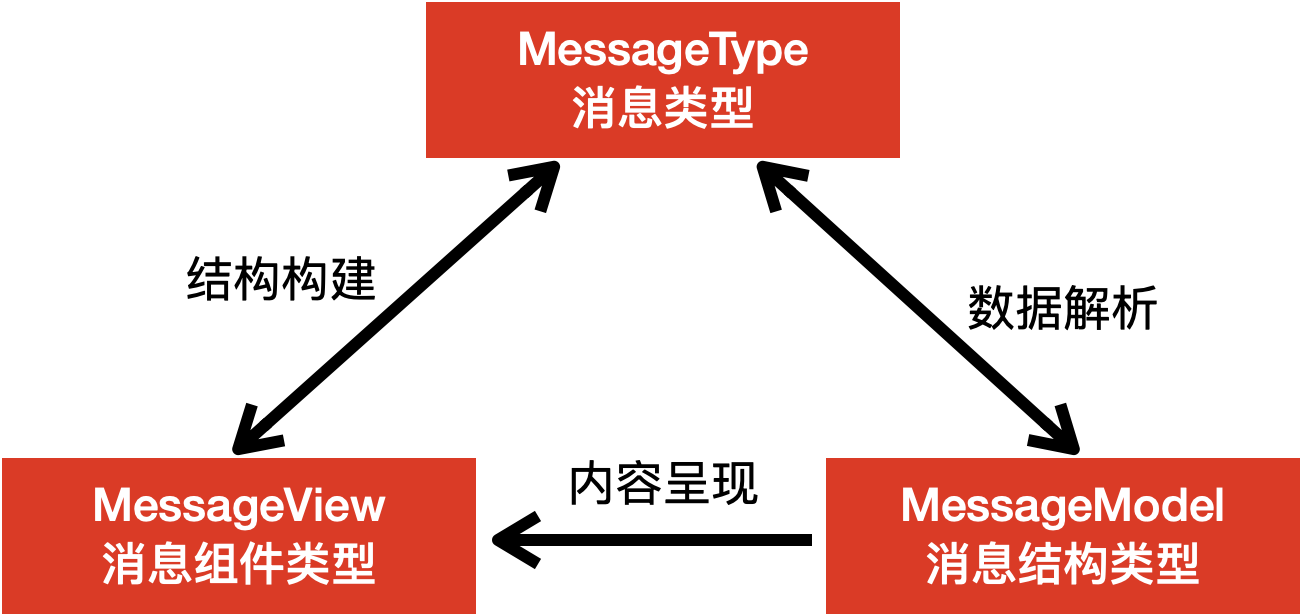 MessageType
消息类型
结构构建
数据解析
内容呈现
MessageView
消息组件类型
MessageModel
消息结构类型